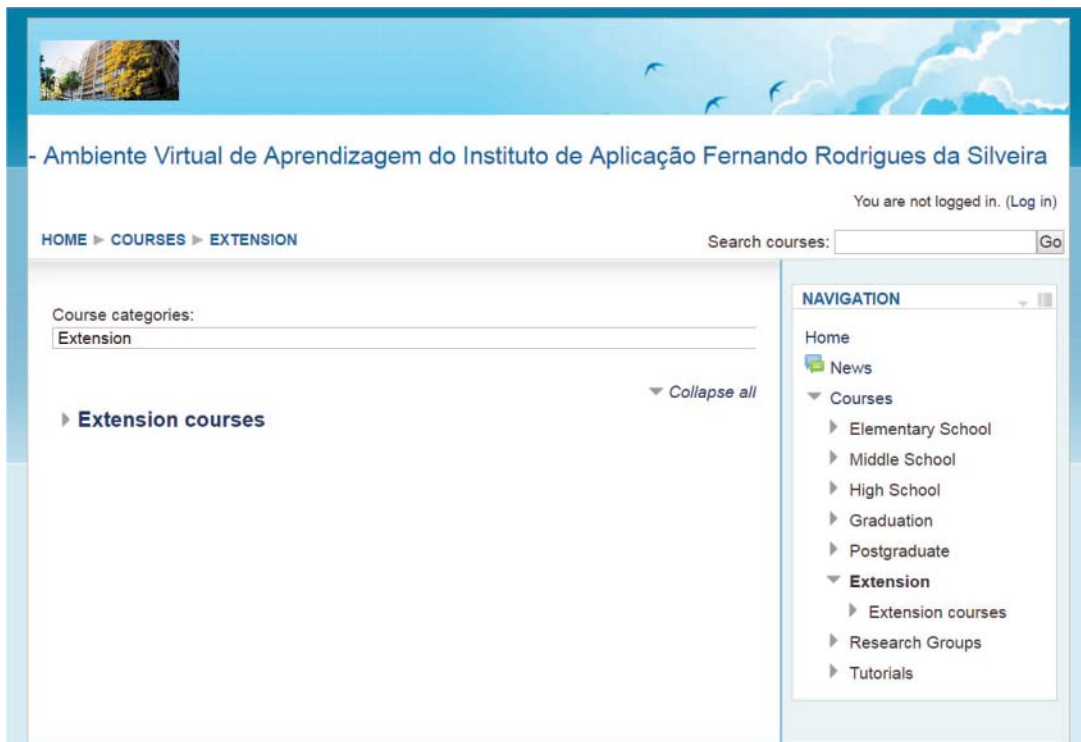 - Ambiente Virtual de Aprendizagem do Instituto de Aplicação Fernando Rodrigues da Silveira
You are not logged in. (Log in)
HOME ▶ COURSES ▶ EXTENSION
Search courses: Go
Course categories:
Extension
Collapse all
Extension courses
NAVIGATION
Home
News
Courses
Elementary School
Middle School
High School
Graduation
Postgraduate
Extension
Extension courses
Research Groups
Tutorials